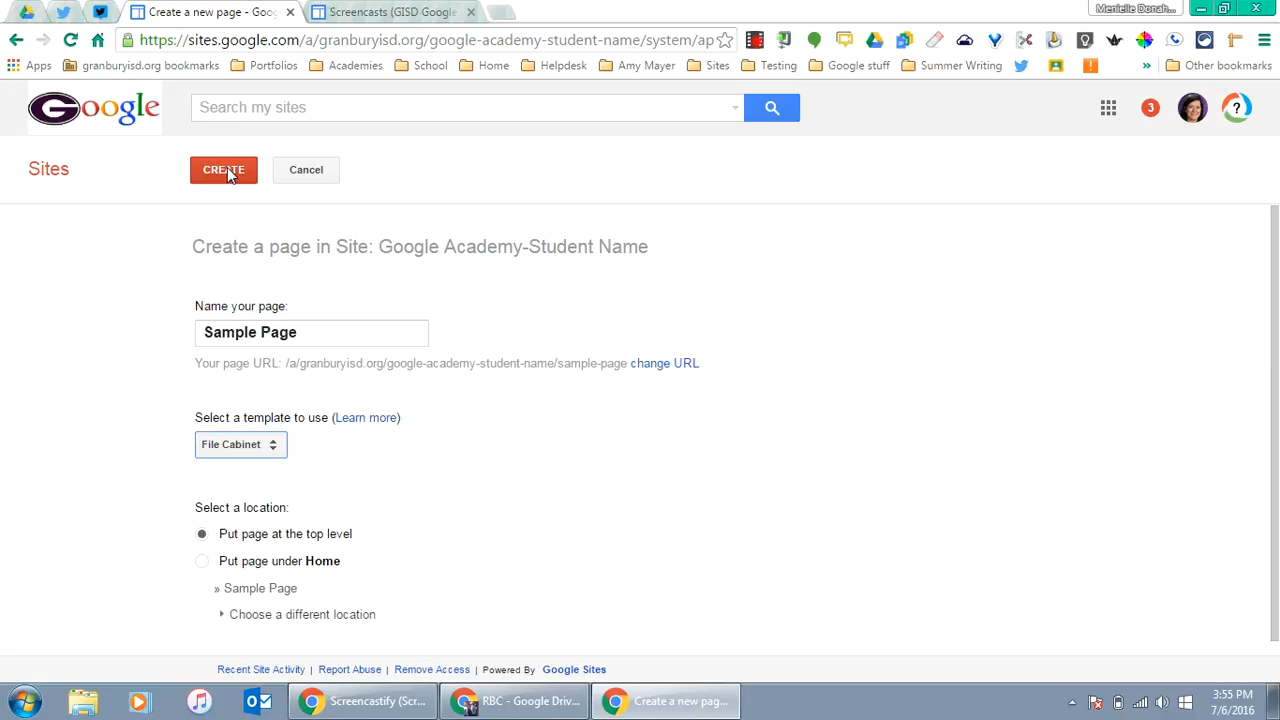 Create a new page - Goo
Screencasts (GISD Google
Menielle Donah...
https://sites.google.com/a/granburyisd.org/google-academy-student-name/system/ap
Apps granburyisd.org bookmarks Portfolios Academies School Home Helpdesk Amy Mayer Sites Testing Google stuff Summer Writing » Other bookmarks
Google
Search my sites
3
?
Sites
CREATE
Cancel
Create a page in Site: Google Academy-Student Name
Name your page:
Sample Page
Your page URL: /a/granburyisd.org/google-academy-student-name/sample-page change URL
Select a template to use (Learn more)
File Cabinet
Select a location:
Put page at the top level
Put page under Home
» Sample Page
Choose a different location
Recent Site Activity | Report Abuse | Remove Access | Powered By Google Sites
Screencastify (Scr...
RBC - Google Driv...
Create a new pag...
3:55 PM
7/6/2016